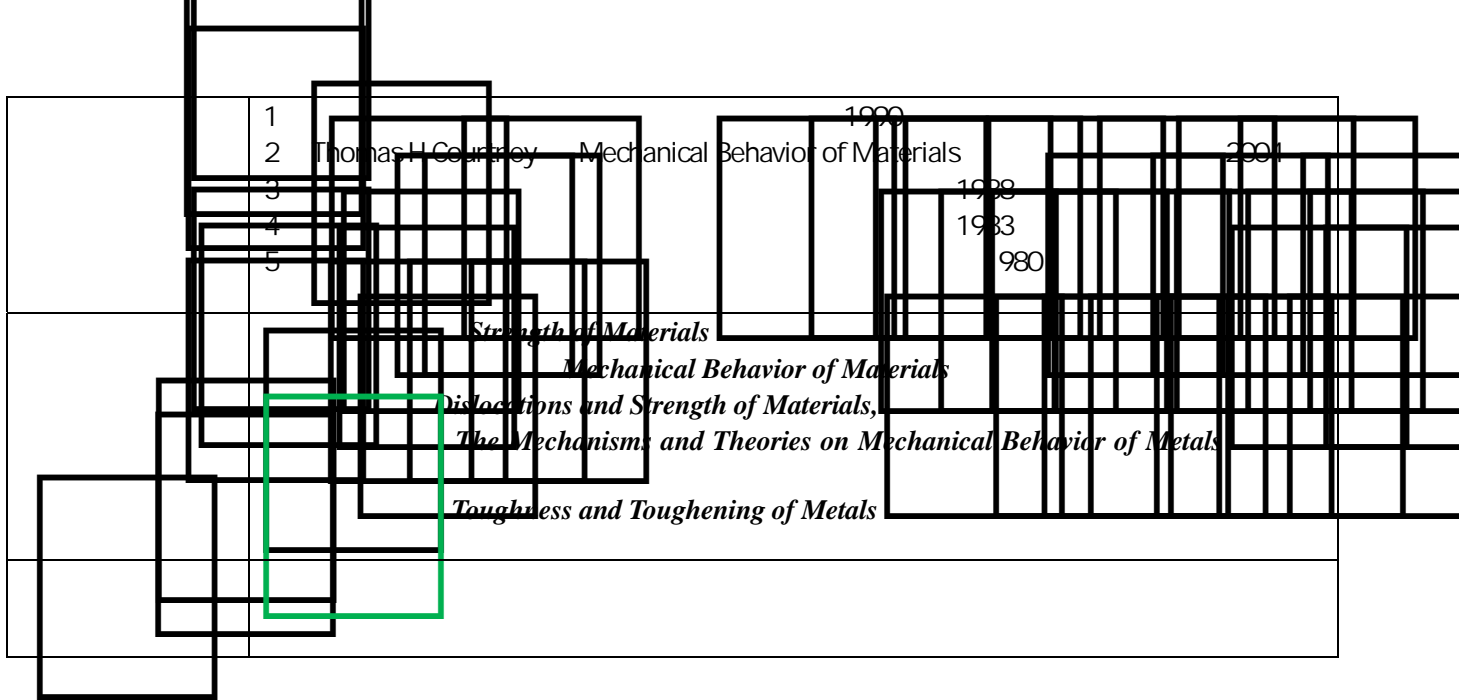 1 1990
2 Thomas H.Courtney Mechanical Behavior of Materials 2004
3 1988
4 1983
5 980
Strength of Materials
Mechanical Behavior of Materials
Dislocations and Strength of Materials,
The Mechanisms and Theories on Mechanical Behavior of Metals
Toughness and Toughening of Metals